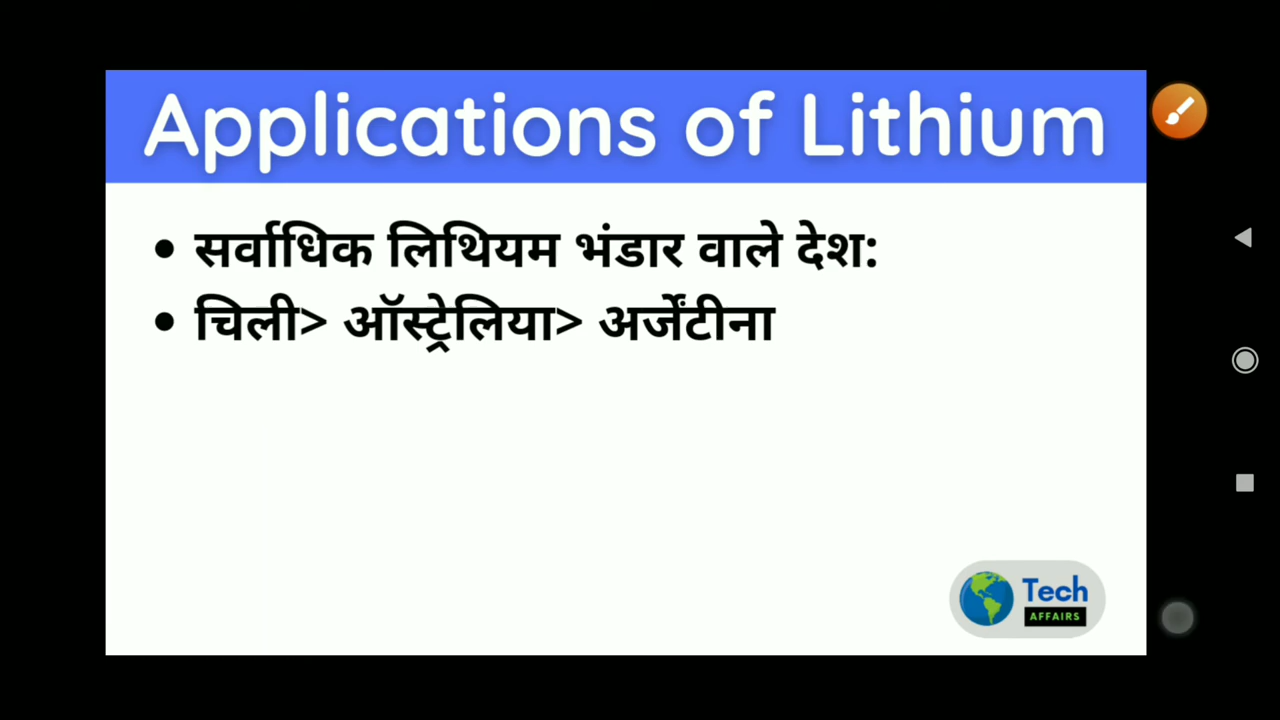 Applications of Lithium
• सर्वाधिक लिथियम भंडार वाले देश:
• चिली> ऑस्ट्रेलिया> अर्जेंटीना
Tech
AFFAIRS